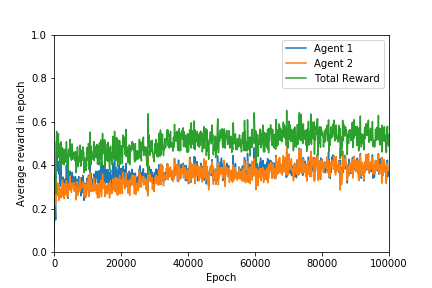 Average reward in epoch
1.0
0.8
0.6
0.4
0.2
0.0
Agent 1
Agent 2
Total Reward
0 20000 40000 60000 80000 100000
Epoch